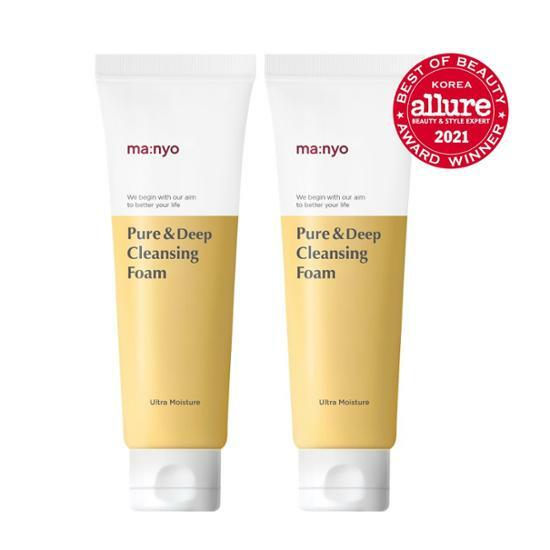 ma:nyo
We begin with our aim
to better your life
Pure & Deep
Cleansing
Foam
Ultra Moisture
ma:nyo
We begin with our aim
to better your life
Pure & Deep
Cleansing
Foam
Ultra Moisture
BEST OF BEAUTY
KOREA
allure
BEAUTY & STYLE EXPERT
2021
AWARD WINNER